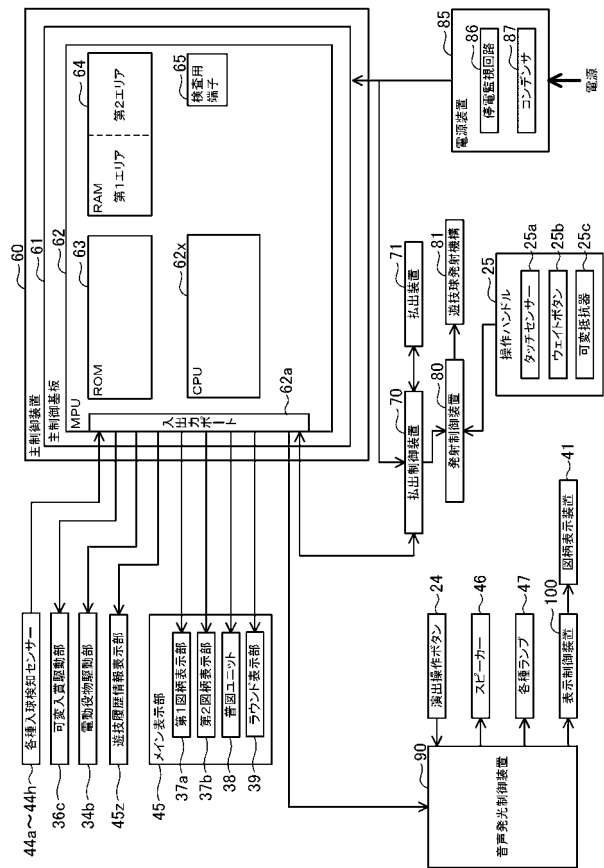 60
主制御装置
61
主制御基板
62
MPU
63
ROM
64
RAM
第1エリア
第2エリア
65
検査用端子
62x
CPU
62a
入出力ポート
44a～44h
各種入球検知センサー
36c
可変入賞駆動部
34b
電動役物駆動部
45z
遊技履歴情報表示部
45
メイン表示部
37a
第1図柄表示部
37b
第2図柄表示部
38
普図ユニット
39
ラウンド表示部
85
電源装置
86
停電監視回路
87
コンデンサ
電源
70
払出制御装置
71
払出装置
80
発射制御装置
81
遊技球発射機構
25
操作ハンドル
25a
タッチセンサー
25b
ウェイトボタン
25c
可変抵抗器
90
音声発光制御装置
24
演出操作ボタン
46
スピーカー
47
各種ランプ
100
表示制御装置
41
図柄表示装置